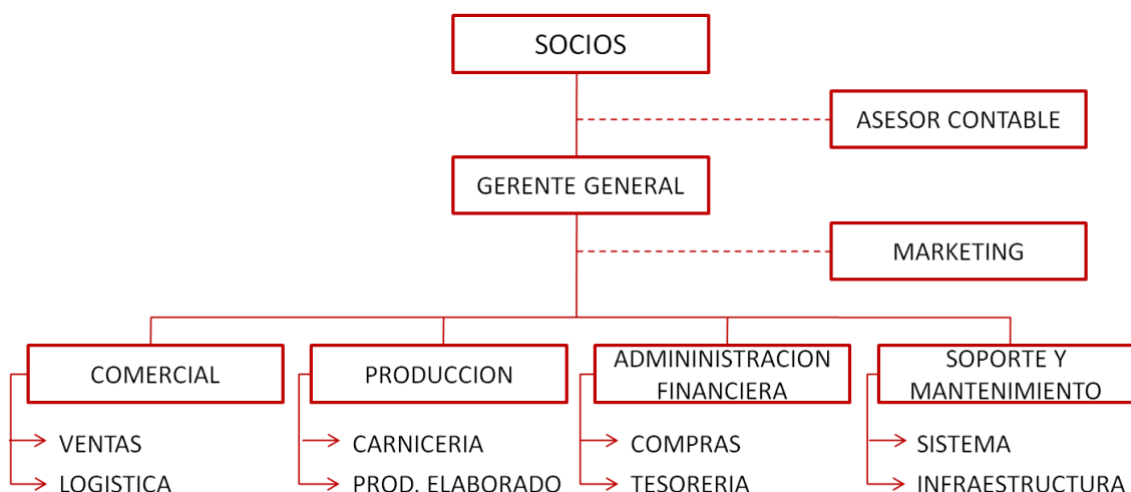 SOCIOS
ASESOR CONTABLE
GERENTE GENERAL
MARKETING
COMERCIAL
PRODUCCION
ADMININISTRACION
FINANCIERA
SOPORTE Y
MANTENIMIENTO
VENTAS
LOGISTICA
CARNICERIA
PROD. ELABORADO
COMPRAS
TESORERIA
SISTEMA
INFRAESTRUCTURA